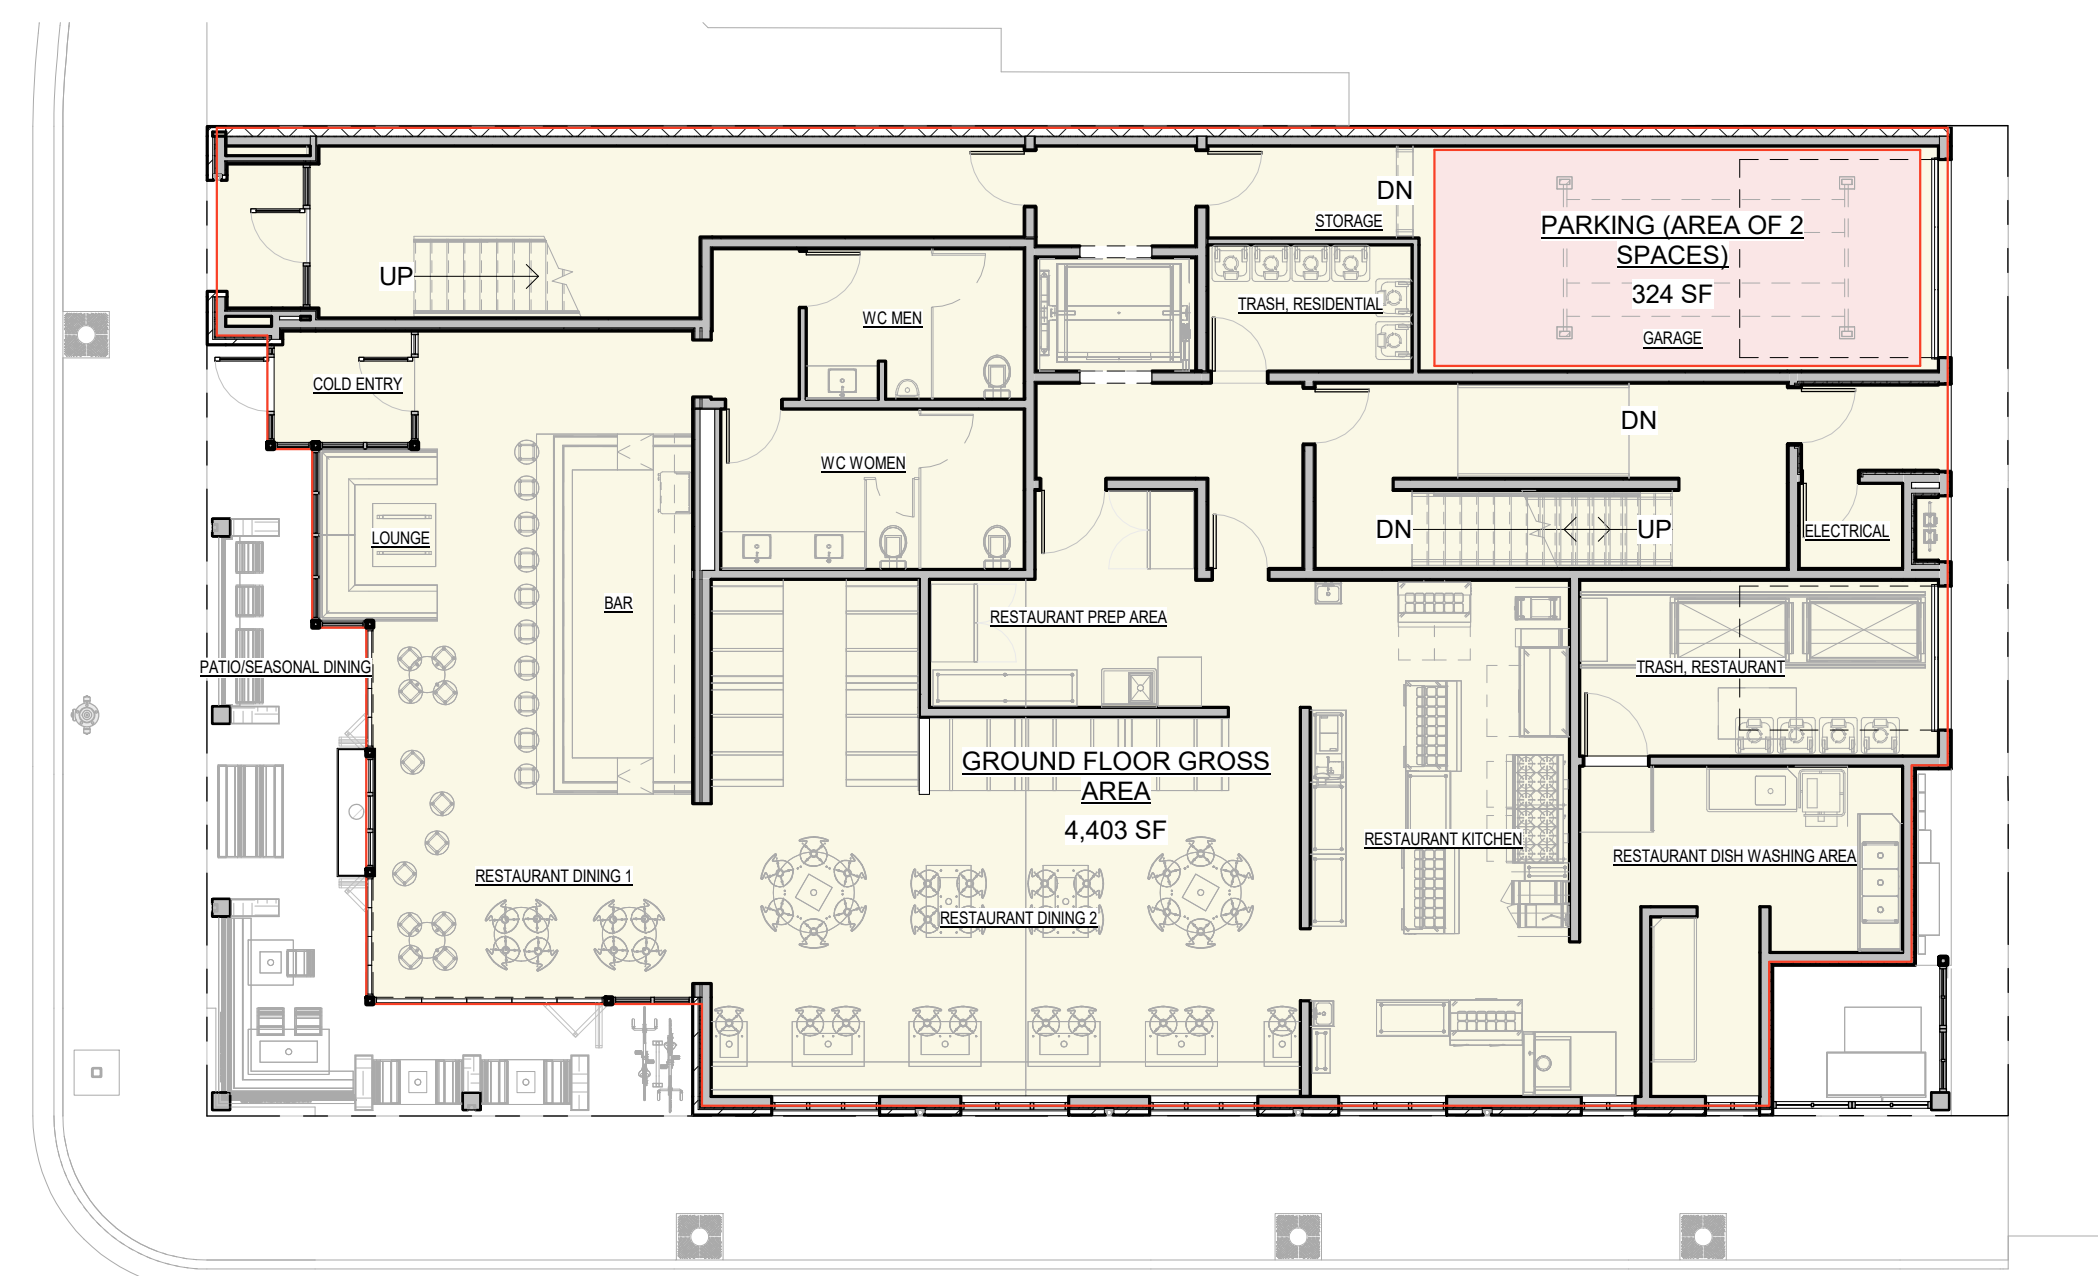 DN
STORAGE
PARKING (AREA OF 2
SPACES)
324 SF
GARAGE
UP
WC MEN
TRASH, RESIDENTIAL
COLD ENTRY
DN
WC WOMEN
LOUNGE
DN
UP
ELECTRICAL
BAR
RESTAURANT PREP AREA
PATIO/SEASONAL DINING
TRASH, RESTAURANT
GROUND FLOOR GROSS
AREA
4,403 SF
RESTAURANT KITCHEN
RESTAURANT DISH WASHING AREA
RESTAURANT DINING 1
RESTAURANT DINING 2